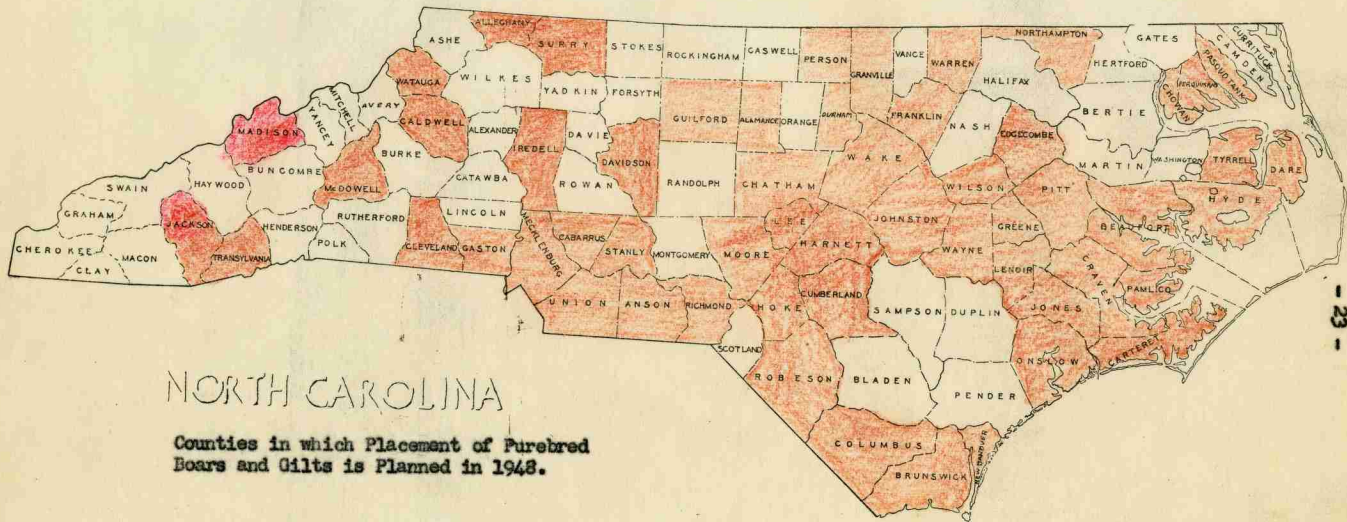 ALLEGHANY
ASHE
SURRY
STOKES
ROCKINGHAM
CASWELL
PERSON
GRANVILLE
VANCE
WARREN
NORTHAMPTON
HALIFAX
HERTFORD
GATES
CURRITUCK
CAMDEN
PASQUOTANK
PERQUIMANS
CHOWAN
WATAUGA
WILKES
YADKIN
FORSYTH
GUILFORD
ALAMANCE
ORANGE
DURHAM
FRANKLIN
NASH
EDGECOMBE
BERTIE
MARTIN
WASHINGTON
TYRRELL
DARE
HYDE
MITCHELL
YANCEY
AVERY
CALDWELL
ALEXANDER
IREDELL
DAVIE
DAVIDSON
RANDOLPH
CHATHAM
WAKE
WILSON
PITT
BEAUFORT
MADISON
BUNCOMBE
McDOWELL
BURKE
CATAWBA
ROWAN
LEE
JOHNSTON
GREENE
WAYNE
LENOIR
CRAVEN
PAMLICO
JONES
CARTERET
ONSLOW
SWAIN
HAYWOOD
GRAHAM
JACKSON
HENDERSON
RUTHERFORD
LINCOLN
CLEVELAND
GASTON
MECKLENBURG
CABARRUS
STANLY
MONTGOMERY
MOORE
HARNETT
CHEROKEE
MACON
CLAY
TRANSYLVANIA
POLK
UNION
ANSON
RICHMOND
HOKE
CUMBERLAND
SAMPSON
DUPLIN
SCOTLAND
ROBESON
BLADEN
PENDER
COLUMBUS
BRUNSWICK
NEW HANOVER
NORTH CAROLINA
Counties in which Placement of Purebred
Boars and Gilts is Planned in 1948.
- 23 -